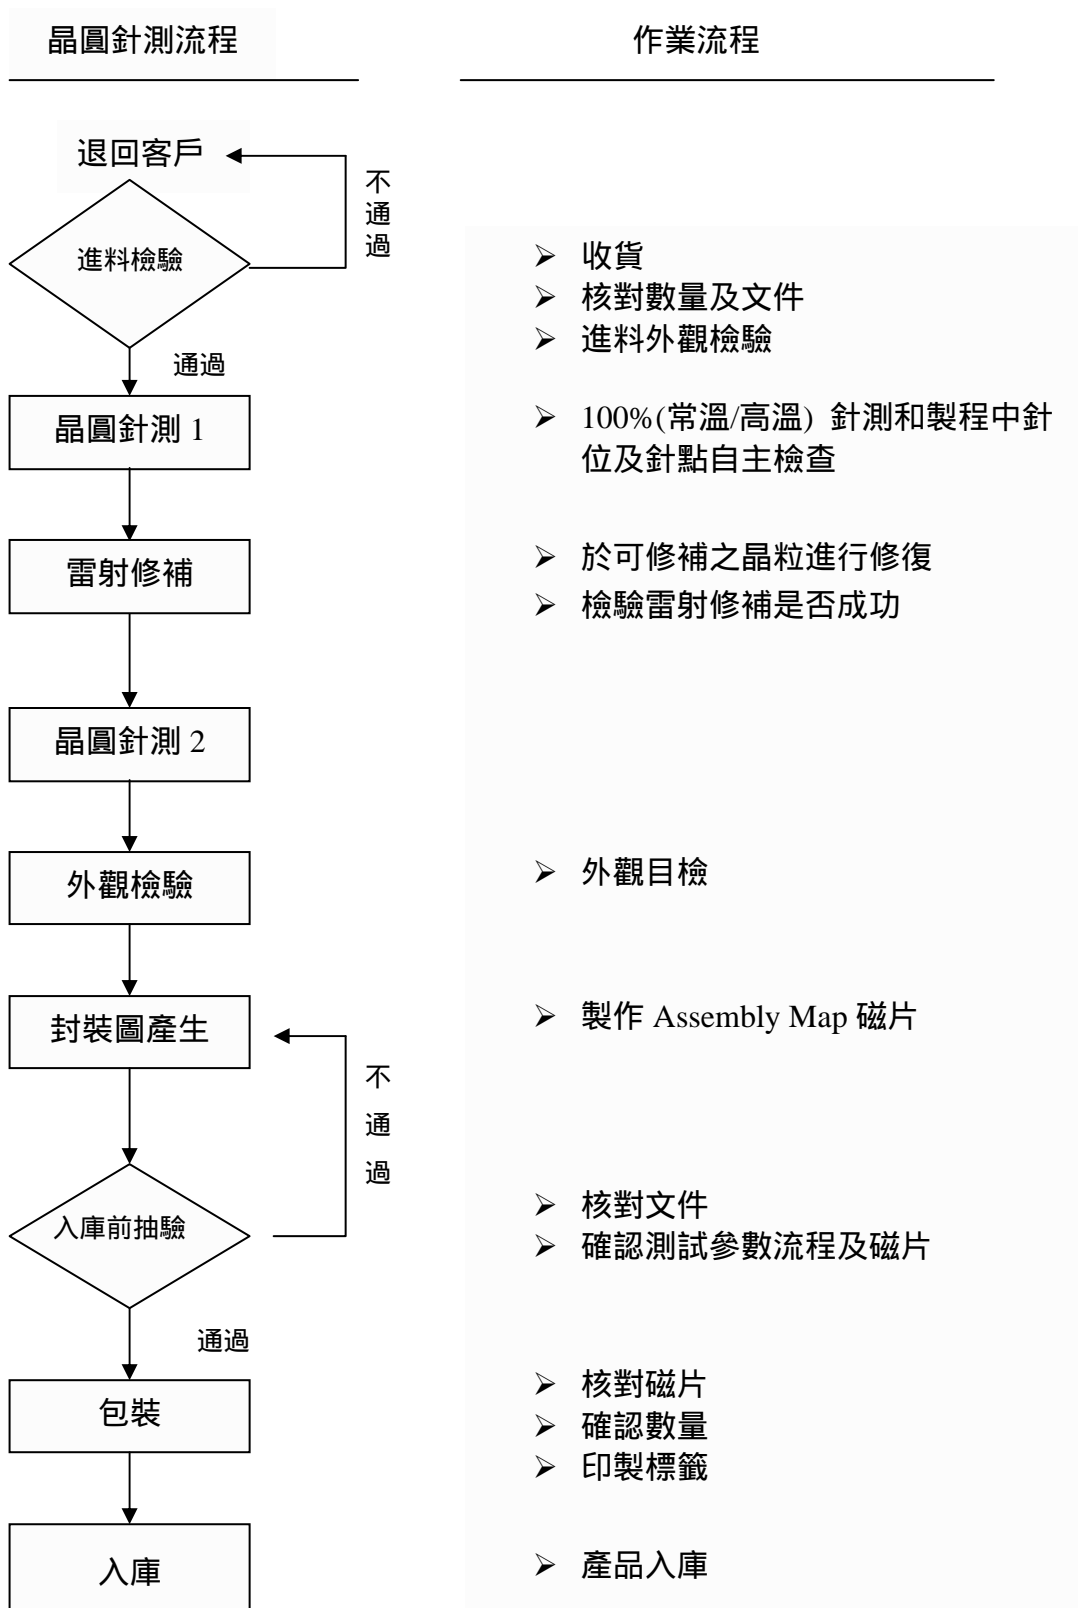 晶圓針測流程
作業流程
退回客戶
不
通
過
進料檢驗
➢ 收貨
➢ 核對數量及文件
➢ 進料外觀檢驗
通過
晶圓針測 1
➢ 100%(常溫/高溫) 針測和製程中針
位及針點自主檢查
雷射修補
➢ 於可修補之晶粒進行修復
➢ 檢驗雷射修補是否成功
晶圓針測 2
外觀檢驗
➢ 外觀目檢
封裝圖產生
➢ 製作 Assembly Map 磁片
不
通
過
入庫前抽驗
➢ 核對文件
➢ 確認測試參數流程及磁片
通過
包裝
➢ 核對磁片
➢ 確認數量
➢ 印製標籤
入庫
➢ 產品入庫